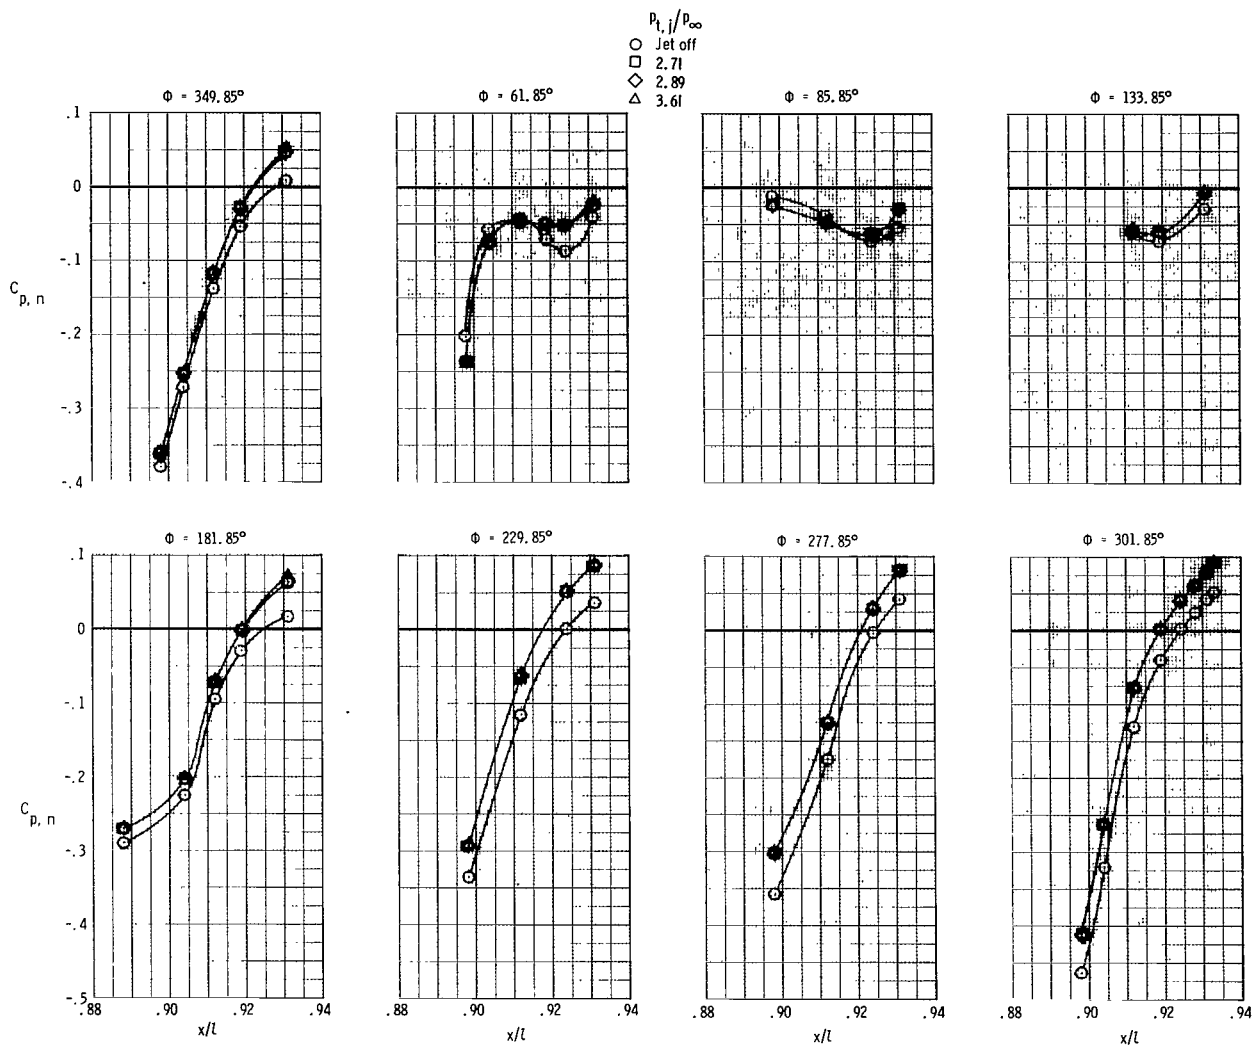 p_t,j/p_∞
Jet off
2.71
2.89
3.61
Φ = 349.85° Φ = 61.85° Φ = 85.85° Φ = 133.85°
.1
0
-.1
C_p,n
-.2
-.3
-.4
Φ = 181.85° Φ = 229.85° Φ = 277.85° Φ = 301.85°
.1
0
-.1
-.2
C_p,n
-.3
-.4
-.5
.88 .90 .92 .94 .88 .90 .92 .94 .88 .90 .92 .94 .88 .90 .92 .94
x/l x/l x/l x/l